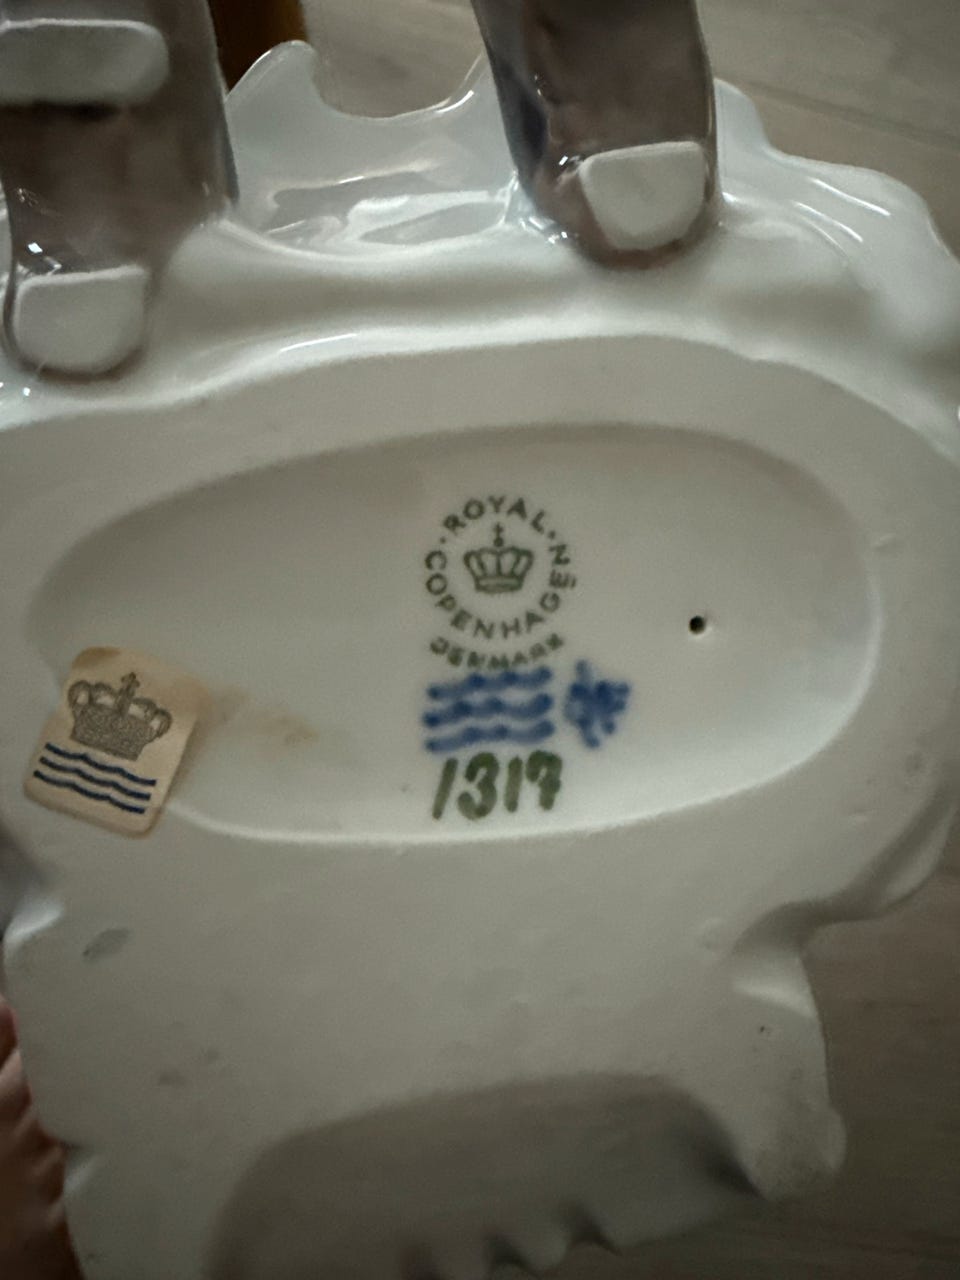 ROYAL
COPENHAGEN
DENMARK
1317